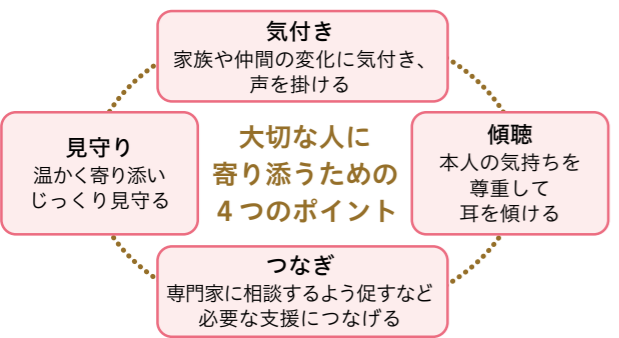 気付き
家族や仲間の変化に気付き、
声を掛ける
見守り
温かく寄り添い
じっくり見守る
大切な人に
寄り添うための
４つのポイント
傾聴
本人の気持ちを
尊重して
耳を傾ける
つなぎ
専門家に相談するよう促すなど
必要な支援につなげる